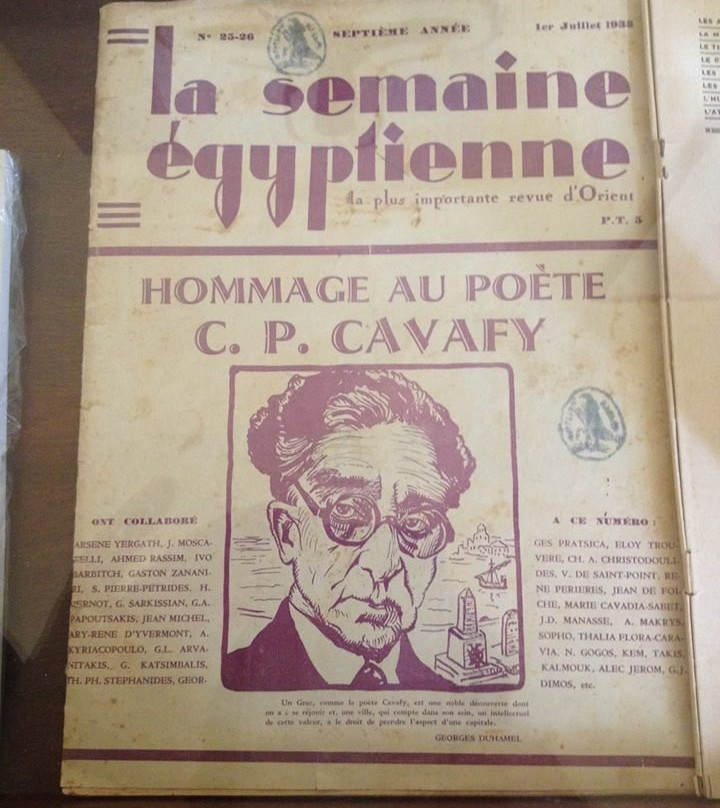 Nº 25-26
SEPTIÈME ANNÉE
1er Juillet 1933
la semaine
égyptienne
la plus importante revue d'Orient
P.T. 5
HOMMAGE AU POÈTE
C. P. CAVAFY
ONT COLLABORÉ
ARSENE YERGATH, J. MOSCA-
ELLI, AHMED RASSIM, IVO
BARBITCH, GASTON ZANANI-
RI, S. PIERRE-PETRIDES, H.
PERNOT, G. SARKISSIAN, G.A.
PAPOUTSAKIS, JEAN MICHEL,
ARY-RENE D'YVERMONT, A.
KYRIACOPOULO, G.L. ARVA-
NITAKIS, G. KATSIMBALIS,
TH. PH. STEPHANIDES, GEOR-
A CE NUMÉRO :
GES PRATSICA, ELOY TROU-
VERE, CH. A. CHRISTODOULI-
DES, V. DE SAINT-POINT, RE-
NE PERIERES, JEAN DE FOL-
CHE, MARIE CAVADIA-SABET,
J.D. MANASSE, A. MAKRYS,
SOPHO, THALIA FLORA-CARA-
VIA, N. GOGOS, KEM, TAKIS,
KALMOUK, ALEC JEROM, G.J.
DIMOS, etc.
Un Grec, comme le poète Cavafy, est une noble découverte dont
on a à se réjouir et, une ville, qui compte dans son sein, un intellectuel
de cette valeur, a le droit de prendre l'aspect d'une capitale.
GEORGES DUHAMEL